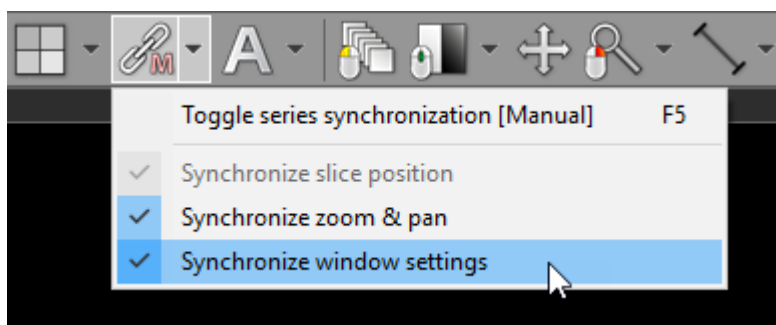 M
A
Toggle series synchronization [Manual] F5
Synchronize slice position
Synchronize zoom & pan
Synchronize window settings